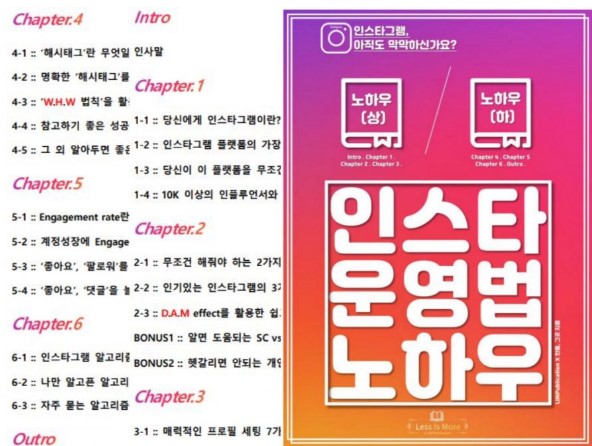 Chapter.4
4-1 :: '해시태그'란 무엇일
4-2 :: 명확한 '해시태그'를
4-3 :: 'W.H.W 법칙'을 활
4-4 :: 참고하기 좋은 성공
4-5 :: 그 외 알아두면 좋은
Chapter.5
5-1 :: Engagement rate란
5-2 :: 계정성장에 Engage
5-3 :: '좋아요', '팔로워'를
5-4 :: '좋아요', '댓글'을 늘
Chapter.6
6-1 :: 인스타그램 알고리즘
6-2 :: 나만 알고픈 알고리
6-3 :: 자주 묻는 알고리즘
Outro
Intro
인사말
Chapter.1
1-1 :: 당신에게 인스타그램이란?
1-2 :: 인스타그램 플랫폼의 가장
1-3 :: 당신이 이 플랫폼을 무조건
1-4 :: 10K 이상의 인플루언서와
Chapter.2
2-1 :: 무조건 해줘야 하는 2가지
2-2 :: 인기있는 인스타그램의 3가
2-3 :: D.A.M effect를 활용한 쉽
BONUS1 :: 알면 도움되는 SC vs
BONUS2 :: 헷갈리면 안되는 개인
Chapter.3
3-1 :: 매력적인 프로필 세팅 7가
인스타그램,
아직도 막막하신가요?
노하우
(상)
Intro . Chapter 1 .
Chapter 2 . Chapter 3 .
노하우
(하)
Chapter 4 . Chapter 5
Chapter 6 . Outro .
인스타
운영법
노하우
Less Is More